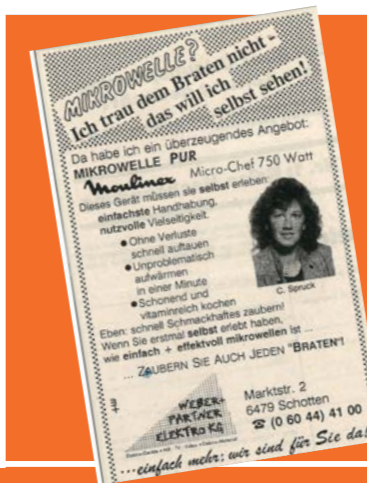 MIKROWELLE?
Ich trau dem Braten nicht -
das will ich
selbst sehen!
Da habe ich ein überzeugendes Angebot:
MIKROWELLE PUR
Moulinex Micro-Chef 750 Watt
Dieses Gerät müssen sie selbst erleben:
einfachste Handhabung,
nutzvolle Vielseitigkeit.
● Ohne Verluste
schnell auftauen
● Unproblematisch
aufwärmen
in einer Minute
● Schonend und
vitaminreich kochen
C. Spruck
Eben: schnell Schmackhaftes zaubern!
Wenn Sie erstmal selbst erlebt haben,
wie einfach + effektvoll mikrowellen ist ...
... ZAUBERN SIE AUCH JEDEN "BRATEN"!
WEBER+
PARTNER
ELEKTRO KG
Marktstr. 2
6479 Schotten
☎ (0 60 44) 41 00
...einfach mehr: wir sind für Sie da!